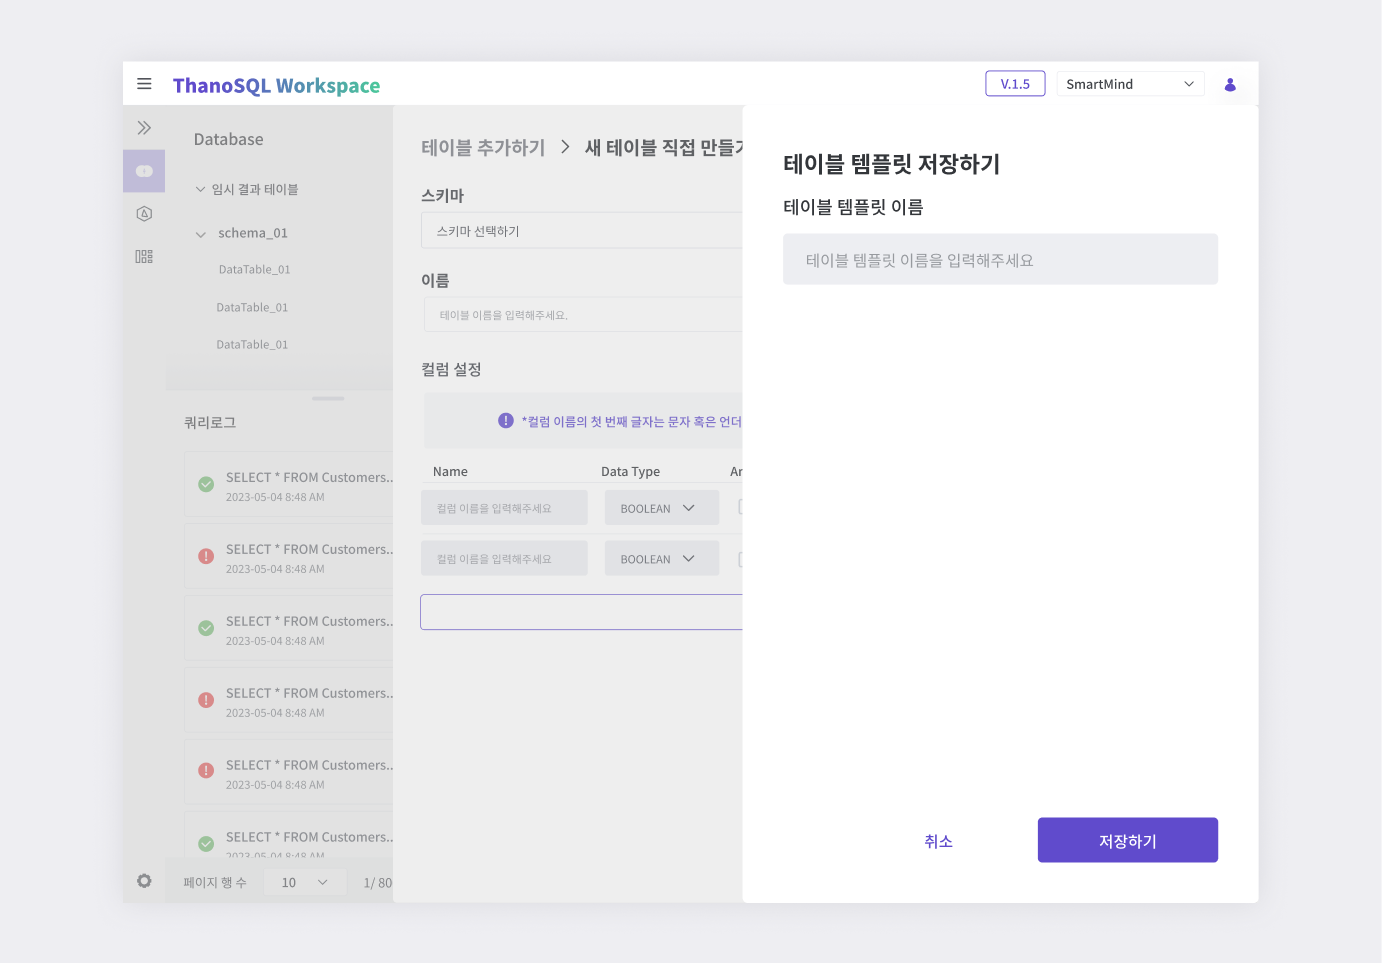 ThanoSQL Workspace
V.1.5
SmartMind
Database
임시 결과 테이블
schema_01
DataTable_01
DataTable_01
DataTable_01
쿼리로그
SELECT * FROM Customers..
2023-05-04 8:48 AM
SELECT * FROM Customers..
2023-05-04 8:48 AM
SELECT * FROM Customers..
2023-05-04 8:48 AM
SELECT * FROM Customers..
2023-05-04 8:48 AM
SELECT * FROM Customers..
2023-05-04 8:48 AM
SELECT * FROM Customers..
2023-05-04 8:48 AM
페이지 행 수
10
1/ 80
테이블 추가하기 > 새 테이블 직접 만들기
스키마
스키마 선택하기
이름
테이블 이름을 입력해주세요.
컬럼 설정
*컬럼 이름의 첫 번째 글자는 문자 혹은 언더
Name Data Type
컬럼 이름을 입력해주세요 BOOLEAN
컬럼 이름을 입력해주세요 BOOLEAN
테이블 템플릿 저장하기
테이블 템플릿 이름
테이블 템플릿 이름을 입력해주세요
취소
저장하기